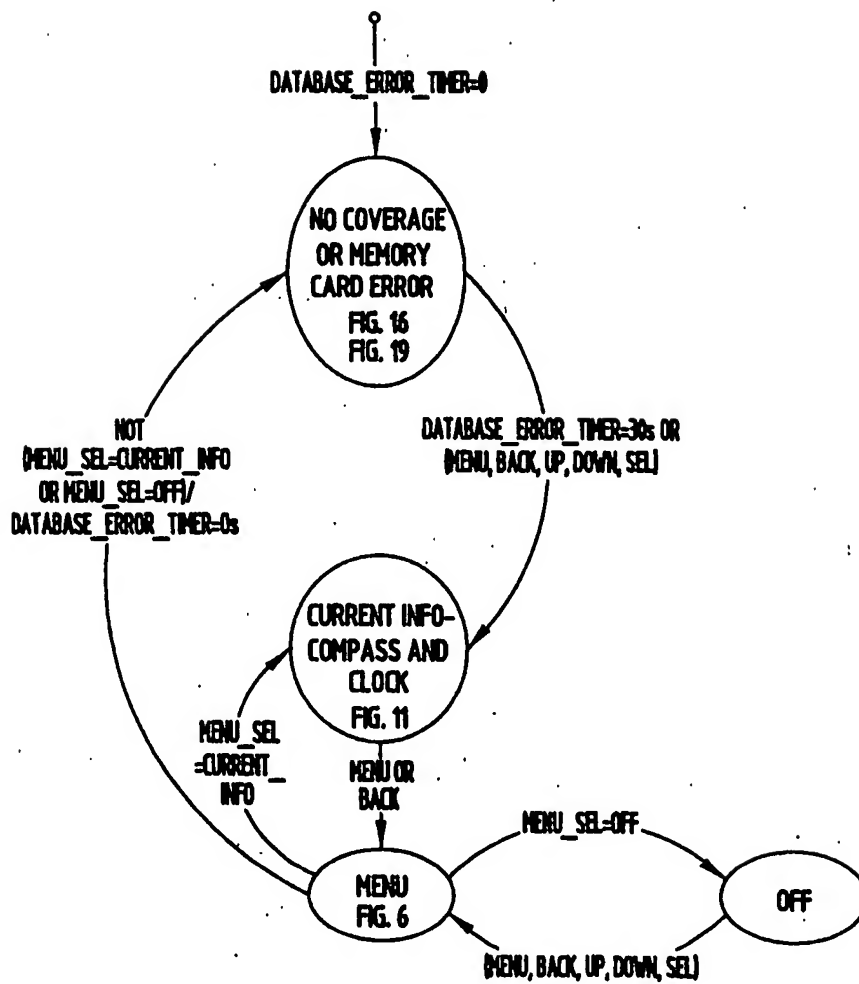 DATABASE_ERROR_TIMER=0
NO COVERAGE
OR MEMORY
CARD ERROR
FIG. 16
FIG. 19
NOT
(MENU_SEL=CURRENT_INFO
OR MENU_SEL=OFF)/
DATABASE_ERROR_TIMER=0s
DATABASE_ERROR_TIMER=30s OR
(MENU, BACK, UP, DOWN, SEL)
CURRENT INFO-
COMPASS AND
CLOCK
FIG. 11
MENU_SEL
=CURRENT_
INFO
MENU OR
BACK
MENU_SEL=OFF
MENU
FIG. 6
OFF
(MENU, BACK, UP, DOWN, SEL)